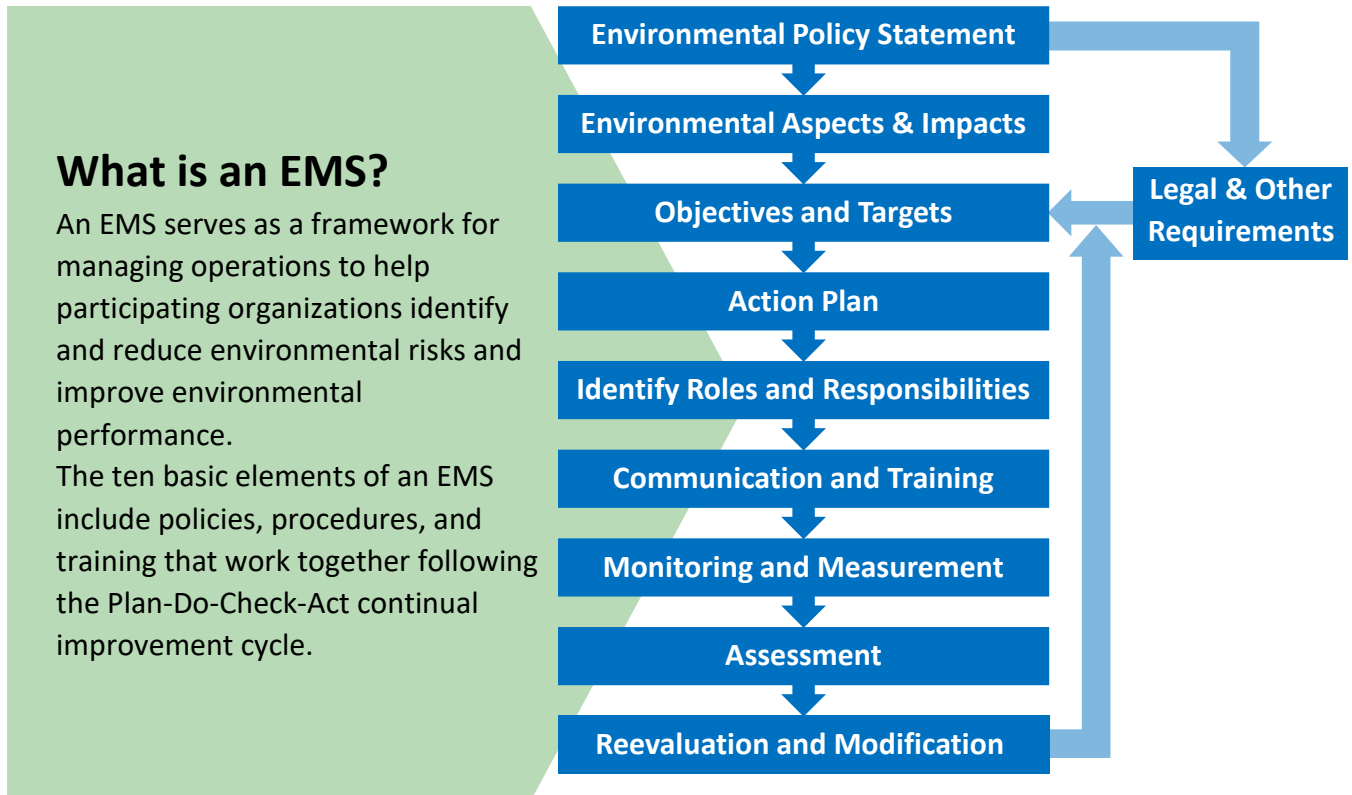 What is an EMS?
An EMS serves as a framework for
managing operations to help
participating organizations identify
and reduce environmental risks and
improve environmental
performance.
The ten basic elements of an EMS
include policies, procedures, and
training that work together following
the Plan-Do-Check-Act continual
improvement cycle.
Environmental Policy Statement
Environmental Aspects & Impacts
Objectives and Targets
Action Plan
Identify Roles and Responsibilities
Communication and Training
Monitoring and Measurement
Assessment
Reevaluation and Modification
Legal & Other
Requirements